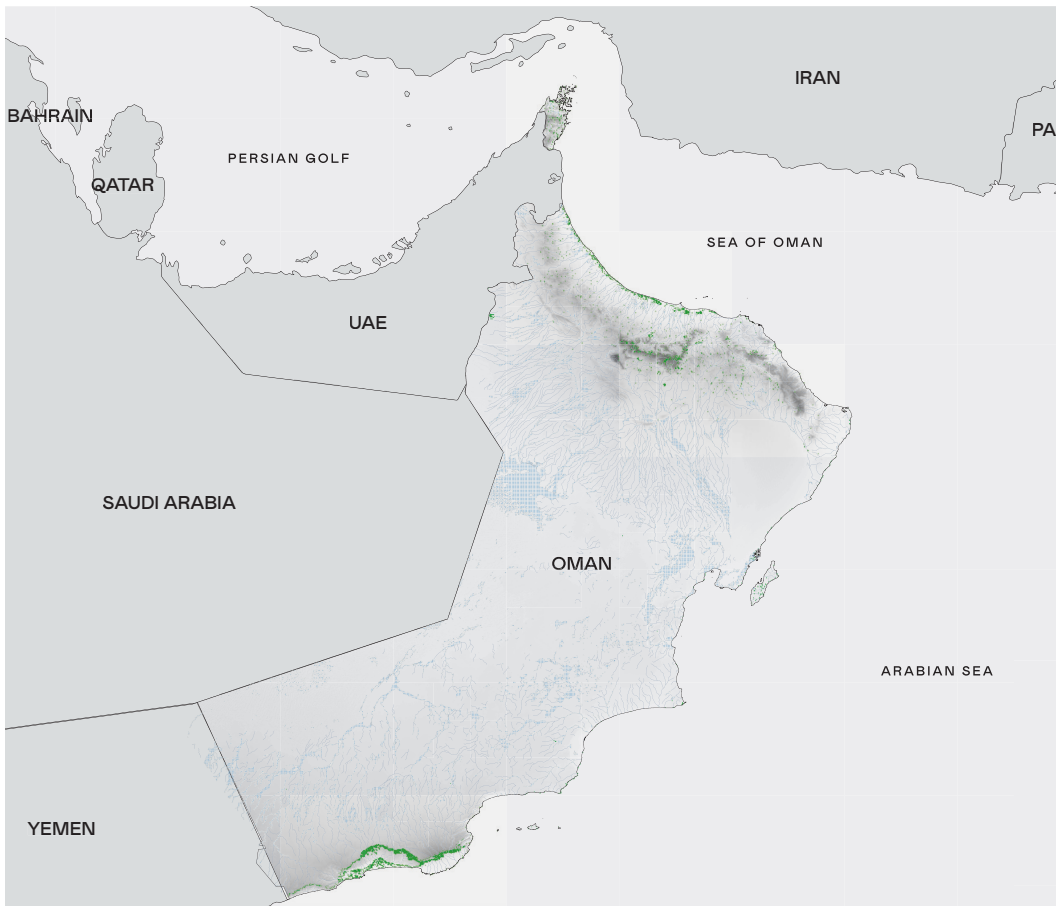 IRAN
BAHRAIN
PA
PERSIAN GOLF
QATAR
SEA OF OMAN
UAE
SAUDI ARABIA
OMAN
ARABIAN SEA
YEMEN